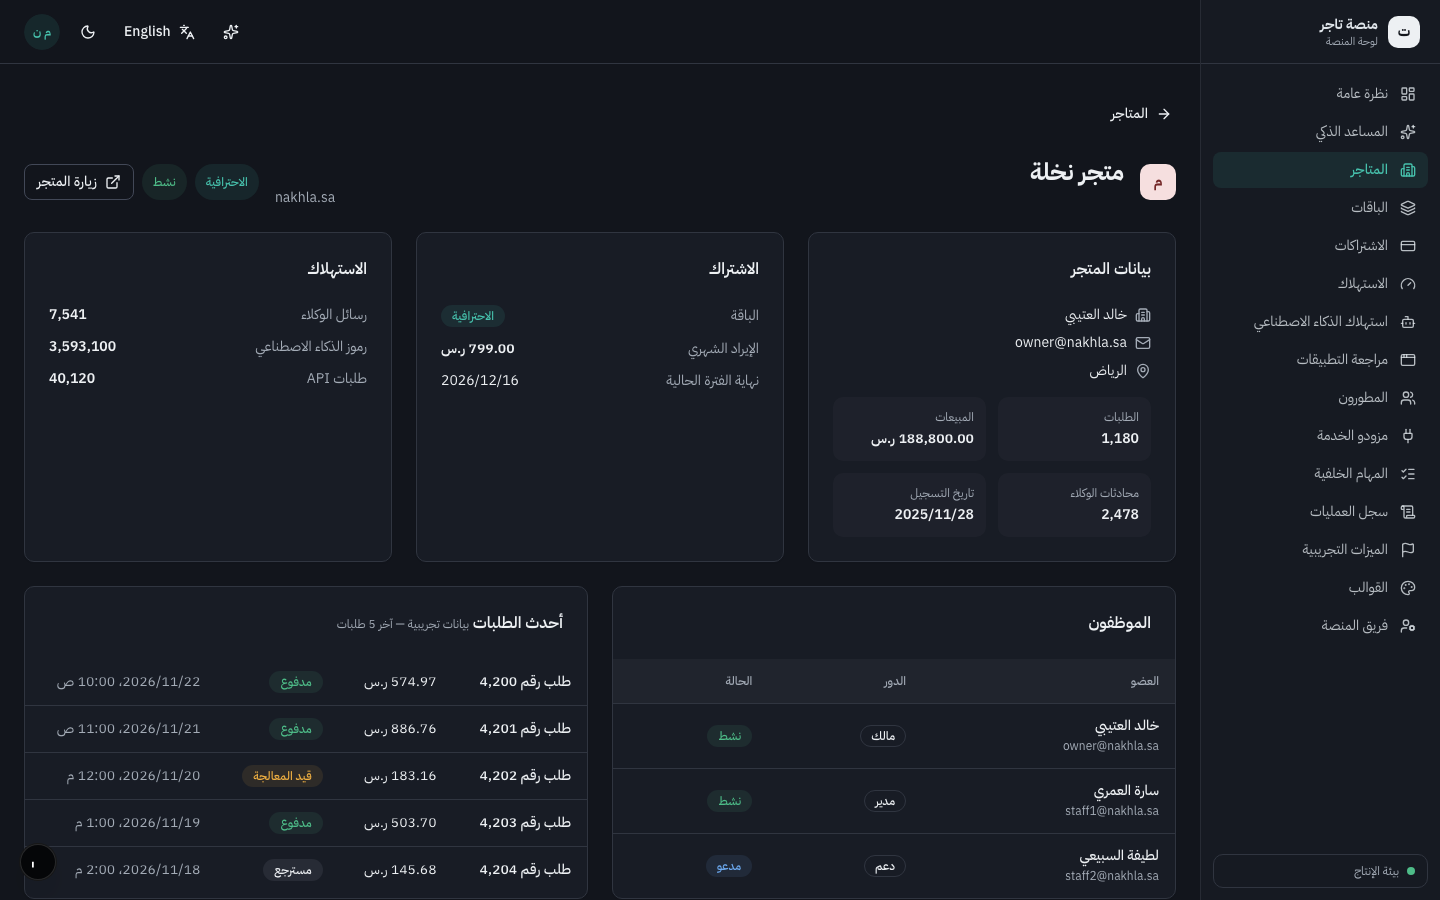 ت
منصة تاجر
لوحة المنصة
English
م ن
نظرة عامة
المساعد الذكي
المتاجر
الباقات
الاشتراكات
الاستهلاك
استهلاك الذكاء الاصطناعي
مراجعة التطبيقات
المطورون
مزودو الخدمة
المهام الخلفية
سجل العمليات
الميزات التجريبية
القوالب
فريق المنصة
بيئة الإنتاج
المتاجر
م
متجر نخلة
nakhla.sa
الاحترافية
نشط
زيارة المتجر
بيانات المتجر
خالد العتيبي
owner@nakhla.sa
الرياض
الطلبات
1,180
المبيعات
188,800.00 ر.س
محادثات الوكلاء
2,478
تاريخ التسجيل
2025/11/28
الاشتراك
الباقة الاحترافية
الإيراد الشهري 799.00 ر.س
نهاية الفترة الحالية 2026/12/16
الاستهلاك
رسائل الوكلاء 7,541
رموز الذكاء الاصطناعي 3,593,100
طلبات API 40,120
الموظفون
العضو الدور الحالة
خالد العتيبي
owner@nakhla.sa
مالك نشط
سارة العمري
staff1@nakhla.sa
مدير نشط
لطيفة السبيعي
staff2@nakhla.sa
دعم مدعو
أحدث الطلبات بيانات تجريبية — آخر 5 طلبات
طلب رقم 4,200 574.97 ر.س مدفوع 2026/11/22، 10:00 ص
طلب رقم 4,201 886.76 ر.س مدفوع 2026/11/21، 11:00 ص
طلب رقم 4,202 183.16 ر.س قيد المعالجة 2026/11/20، 12:00 م
طلب رقم 4,203 503.70 ر.س مدفوع 2026/11/19، 1:00 م
طلب رقم 4,204 145.68 ر.س مسترجع 2026/11/18، 2:00 م